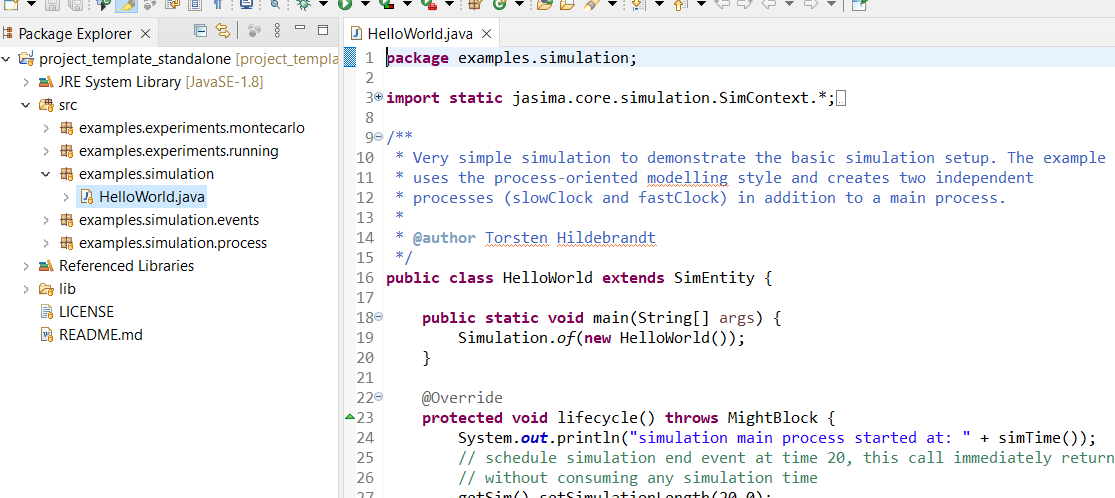 Package Explorer
project_template_standalone [project_templa
JRE System Library [JavaSE-1.8]
src
examples.experiments.montecarlo
examples.experiments.running
examples.simulation
HelloWorld.java
examples.simulation.events
examples.simulation.process
Referenced Libraries
lib
LICENSE
README.md
HelloWorld.java
1 package examples.simulation;
2
3 import static jasima.core.simulation.SimContext.*;
8
9 /**
10 * Very simple simulation to demonstrate the basic simulation setup. The example
11 * uses the process-oriented modelling style and creates two independent
12 * processes (slowClock and fastClock) in addition to a main process.
13 *
14 * @author Torsten Hildebrandt
15 */
16 public class HelloWorld extends SimEntity {
17
18 public static void main(String[] args) {
19 Simulation.of(new HelloWorld());
20 }
21
22 @Override
23 protected void lifecycle() throws MightBlock {
24 System.out.println("simulation main process started at: " + simTime());
25 // schedule simulation end event at time 20, this call immediately return
26 // without consuming any simulation time
27 getSim().setSimulationLength(20.0);